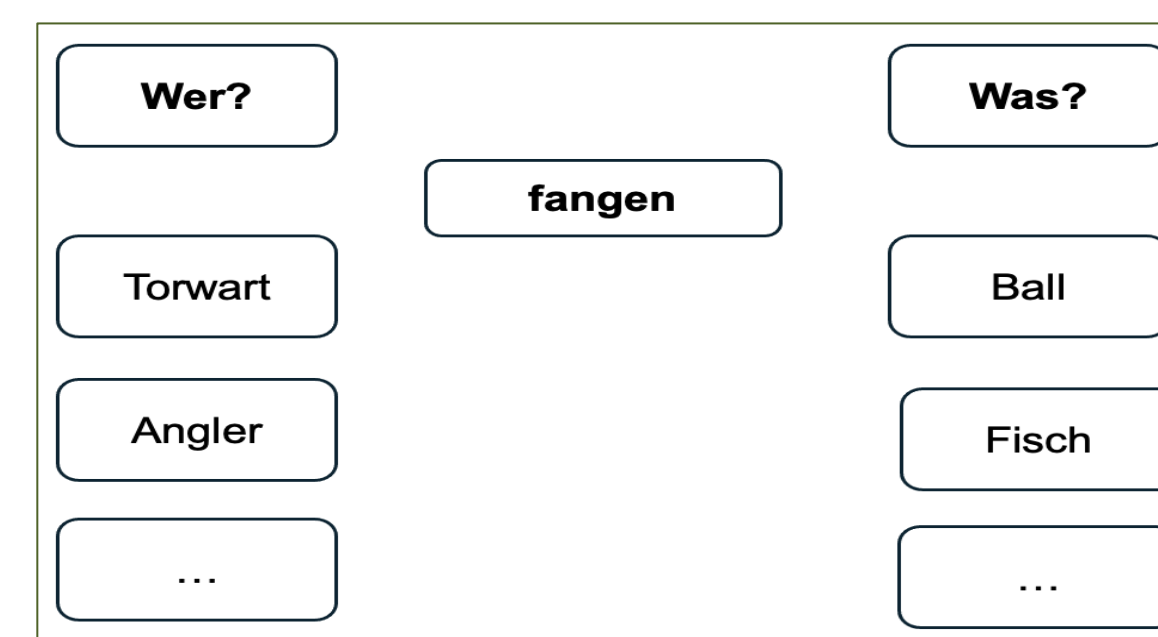 Wer?
Was?
fangen
Torwart
Ball
Angler
Fisch
...
...